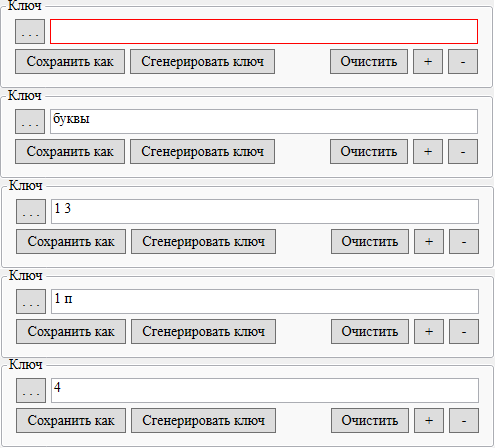 Ключ
. . .
Сохранить как Сгенерировать ключ Очистить + -
Ключ
. . . буквы
Сохранить как Сгенерировать ключ Очистить + -
Ключ
. . . 1 3
Сохранить как Сгенерировать ключ Очистить + -
Ключ
. . . 1 п
Сохранить как Сгенерировать ключ Очистить + -
Ключ
. . . 4
Сохранить как Сгенерировать ключ Очистить + -